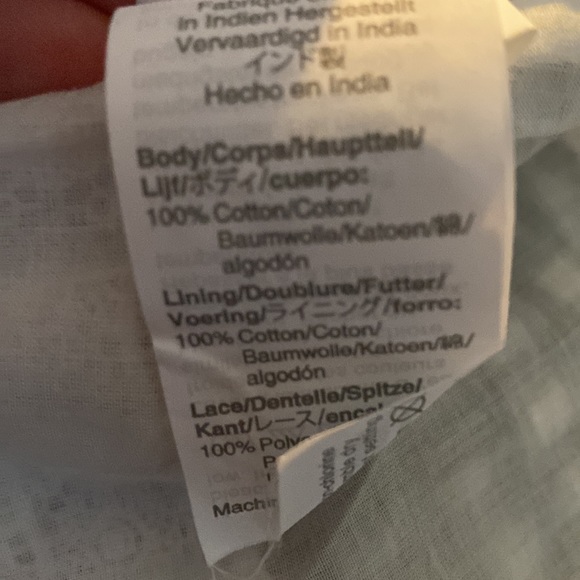 in Indien Hergestellt
Vervaardigd in India
インド製
Hecho en India
Body/Corps/Hauptteil/
Lijf/ボディ/cuerpo:
100% Cotton/Coton/
Baumwolle/Katoen/綿/
algodón
Lining/Doublure/Futter/
Voering/ライニング/forro:
100% Cotton/Coton/
Baumwolle/Katoen/綿/
algodón
Lace/Dentelle/Spitze/
Kant/レース/
100%